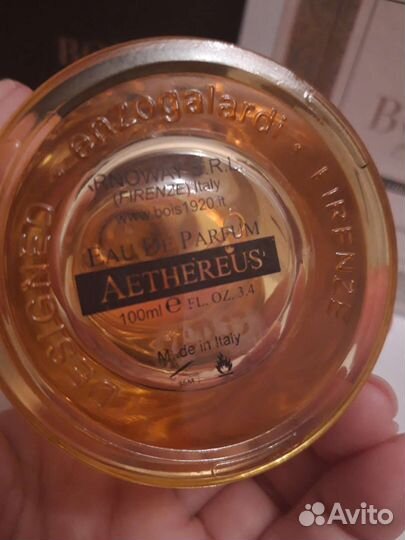 DESIGNED • enzogalardi • FIRENZE
RNOWAY S.R.L.
(FIRENZE) Italy
www.bois1920.it
EAU DE PARFUM
AETHEREUS
100ml e FL. OZ. 3.4
Made in Italy
Avito